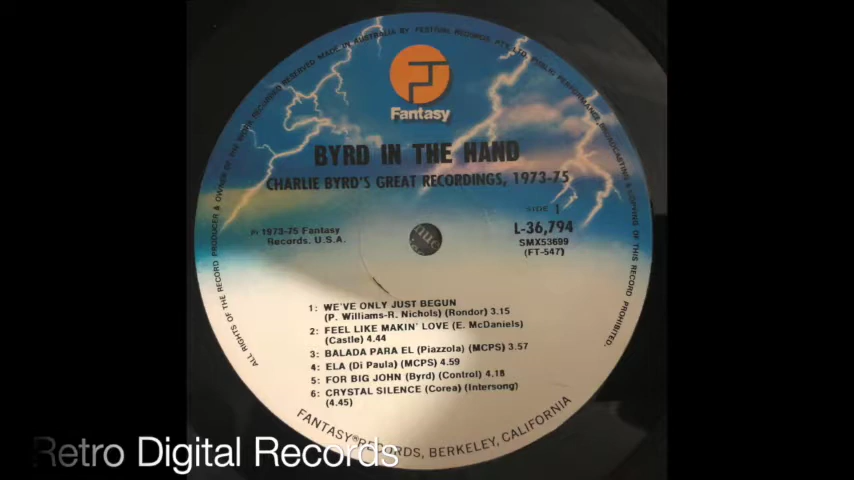 ALL RIGHTS OF THE RECORD PRODUCER & OWNER OF THE WORK RECORDED RESERVED MADE IN AUSTRALIA BY FESTIVAL RECORDS PTY. LTD. PUBLIC PERFORMANCE, BROADCASTING & COPYING OF THIS RECORD PROHIBITED.
Fantasy
BYRD IN THE HAND
CHARLIE BYRD'S GREAT RECORDINGS, 1973-75
SIDE 1
L-36,794
SMX53699
(FT-547)
℗ 1973-75 Fantasy
Records, U.S.A.
1: WE'VE ONLY JUST BEGUN
(P. Williams-R. Nichols) (Rondor) 3.15
2: FEEL LIKE MAKIN' LOVE (E. McDaniels)
(Castle) 4.44
3: BALADA PARA EL (Piazzola) (MCPS) 3.57
4: ELA (Di Paula) (MCPS) 4.59
5: FOR BIG JOHN (Byrd) (Control) 4.18
6: CRYSTAL SILENCE (Corea) (Intersong)
(4.45)
FANTASY® RECORDS, BERKELEY, CALIFORNIA
Retro Digital Records